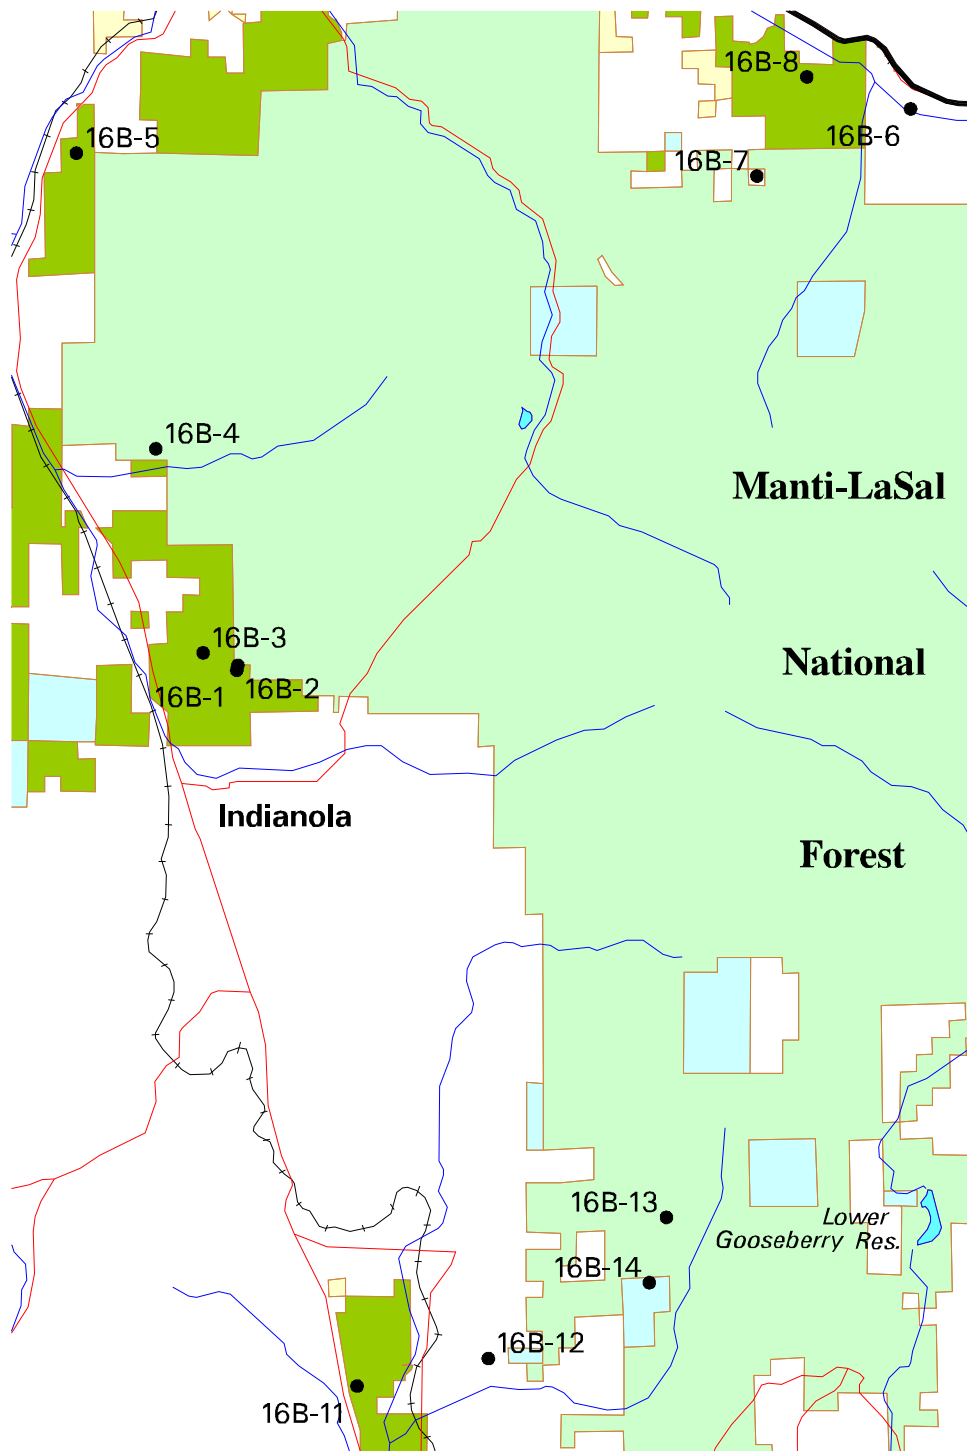 16B-8
16B-6
16B-5
16B-7
16B-4
Manti-LaSal
16B-3
National
16B-2
16B-1
Indianola
Forest
16B-13
Lower
Gooseberry Res.
16B-14
16B-12
16B-11